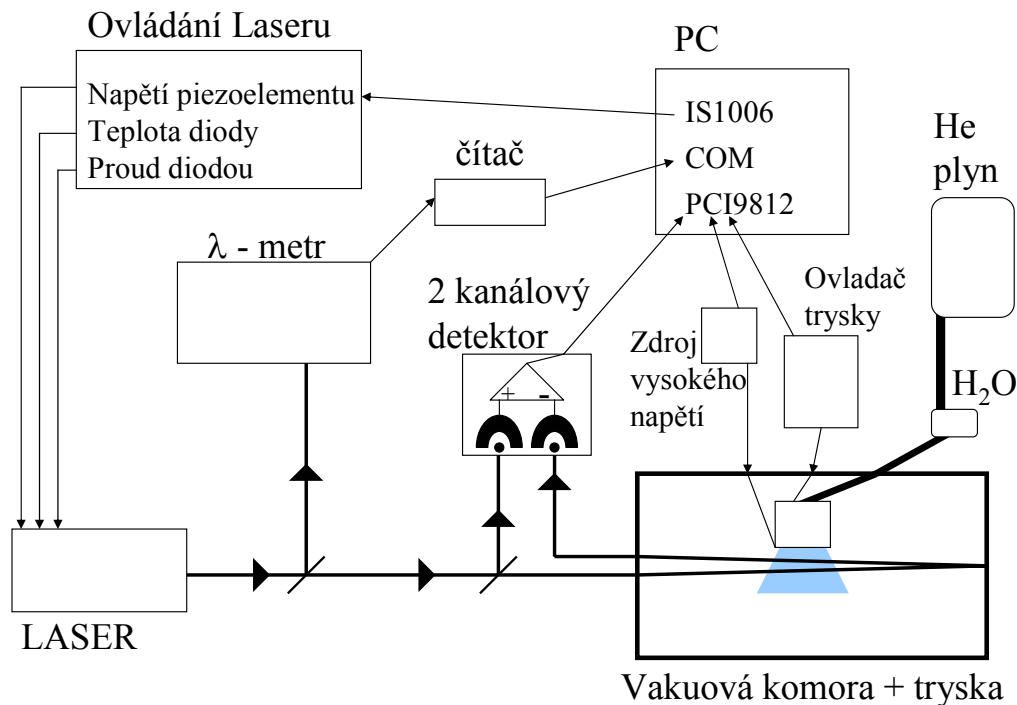 Ovládání Laseru
Napětí piezoelementu
Teplota diody
Proud diodou
PC
IS1006
COM
PCI9812
He
plyn
čítač
λ - metr
2 kanálový
detektor
+ -
Zdroj
vysokého
napětí
Ovladač
trysky
H₂O
LASER
Vakuová komora + tryska